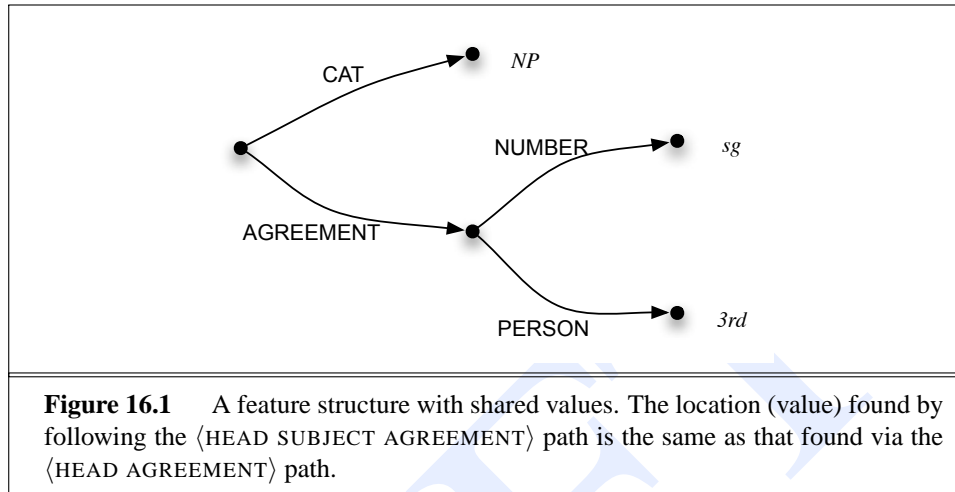 CAT
NP
NUMBER
sg
AGREEMENT
PERSON
3rd
Figure 16.1 A feature structure with shared values. The location (value) found by
following the ⟨HEAD SUBJECT AGREEMENT⟩ path is the same as that found via the
⟨HEAD AGREEMENT⟩ path.